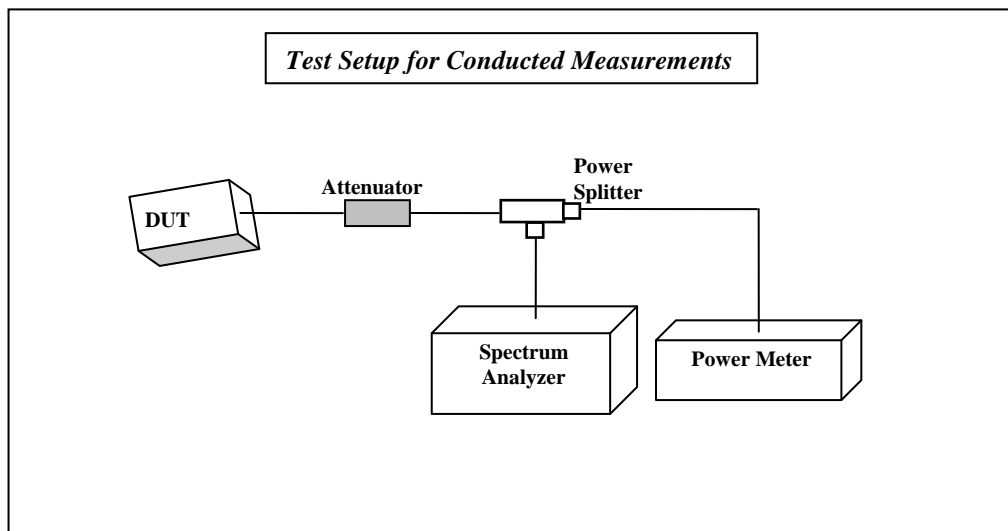 Test Setup for Conducted Measurements
Power
Splitter
Attenuator
DUT
Spectrum
Analyzer
Power Meter